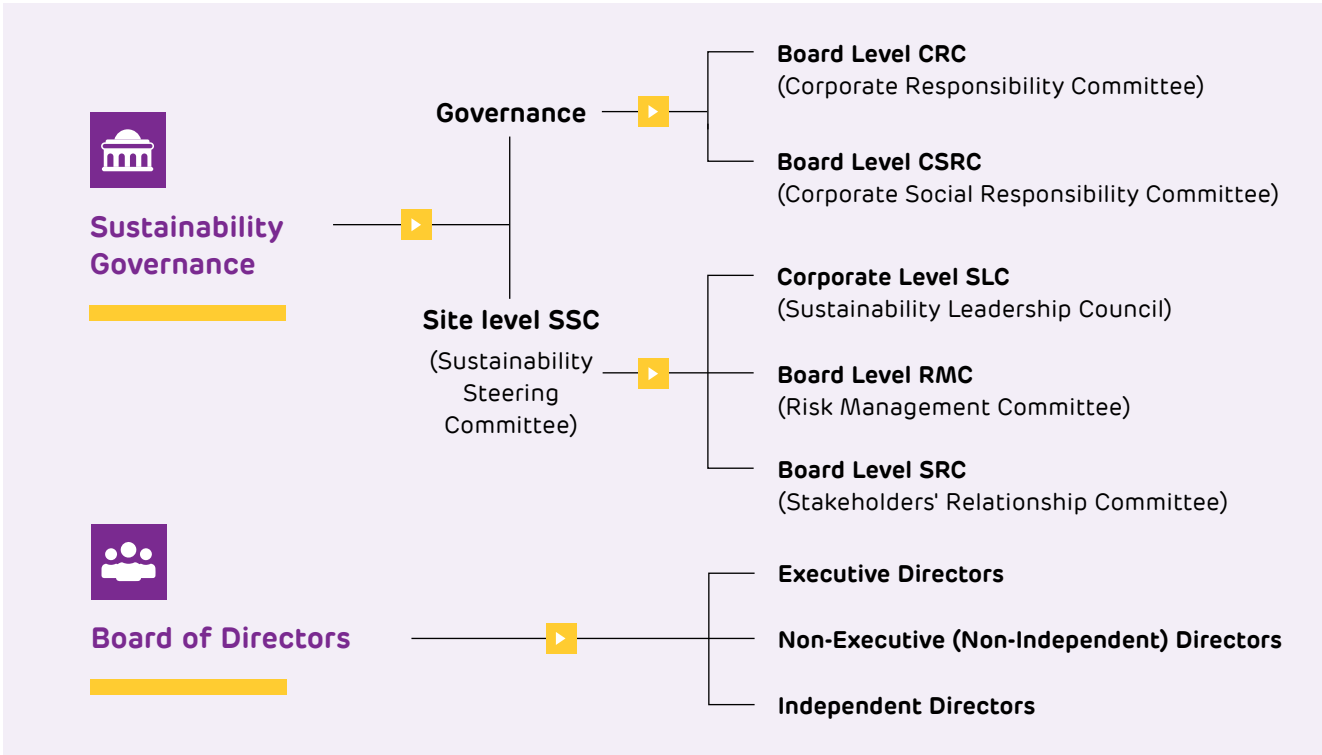 Sustainability
Governance
Governance
Board Level CRC
(Corporate Responsibility Committee)
Board Level CSRC
(Corporate Social Responsibility Committee)
Site level SSC
(Sustainability
Steering
Committee)
Corporate Level SLC
(Sustainability Leadership Council)
Board Level RMC
(Risk Management Committee)
Board Level SRC
(Stakeholders' Relationship Committee)
Board of Directors
Executive Directors
Non-Executive (Non-Independent) Directors
Independent Directors